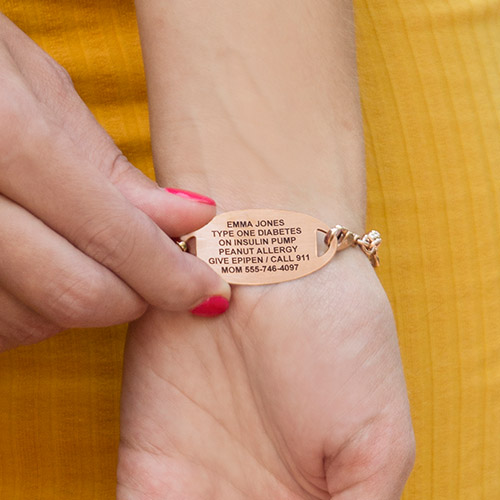 EMMA JONES
TYPE ONE DIABETES
ON INSULIN PUMP
PEANUT ALLERGY
GIVE EPIPEN / CALL 911
MOM 555-746-4097